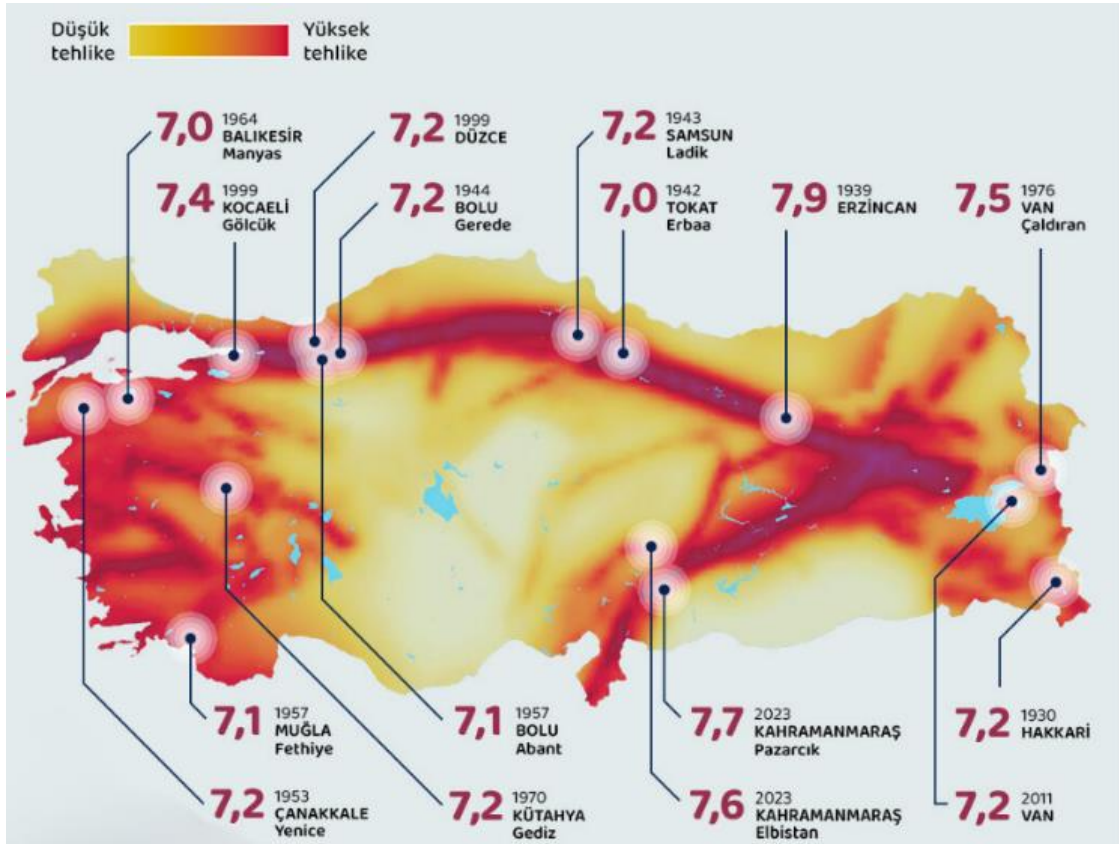 Düşük
tehlike
Yüksek
tehlike
7,0
1964
BALIKESİR
Manyas
7,2
1999
DÜZCE
7,2
1943
SAMSUN
Ladik
7,4
1999
KOCAELİ
Gölcük
7,2
1944
BOLU
Gerede
7,0
1942
TOKAT
Erbaa
7,9
1939
ERZİNCAN
7,5
1976
VAN
Çaldıran
7,1
1957
MUĞLA
Fethiye
7,1
1957
BOLU
Abant
7,7
2023
KAHRAMANMARAŞ
Pazarcık
7,2
1930
HAKKARİ
7,2
1953
ÇANAKKALE
Yenice
7,2
1970
KÜTAHYA
Gediz
7,6
2023
KAHRAMANMARAŞ
Elbistan
7,2
2011
VAN